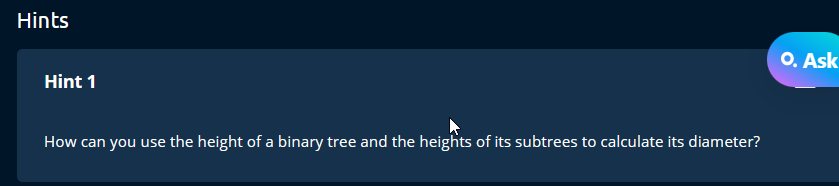 Hints
Hint 1
Ask
How can you use the height of a binary tree and the heights of its subtrees to calculate its diameter?